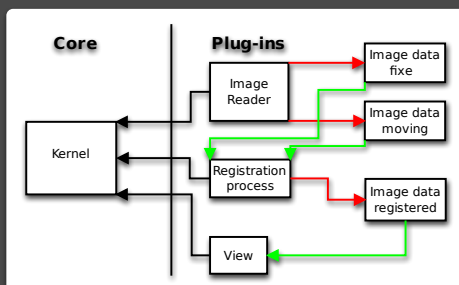 Core
Plug-ins
Image
Reader
Image data
fixe
Image data
moving
Kernel
Registration
process
Image data
registered
View